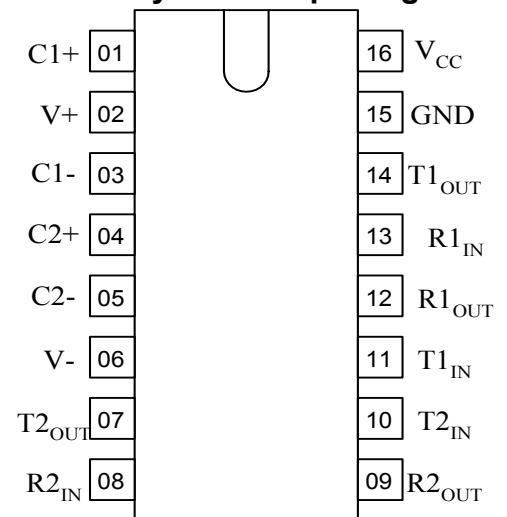 C1+ 01 16 VCC
V+ 02 15 GND
C1- 03 14 T1OUT
C2+ 04 13 R1IN
C2- 05 12 R1OUT
V- 06 11 T1IN
T2OUT 07 10 T2IN
R2IN 08 09 R2OUT